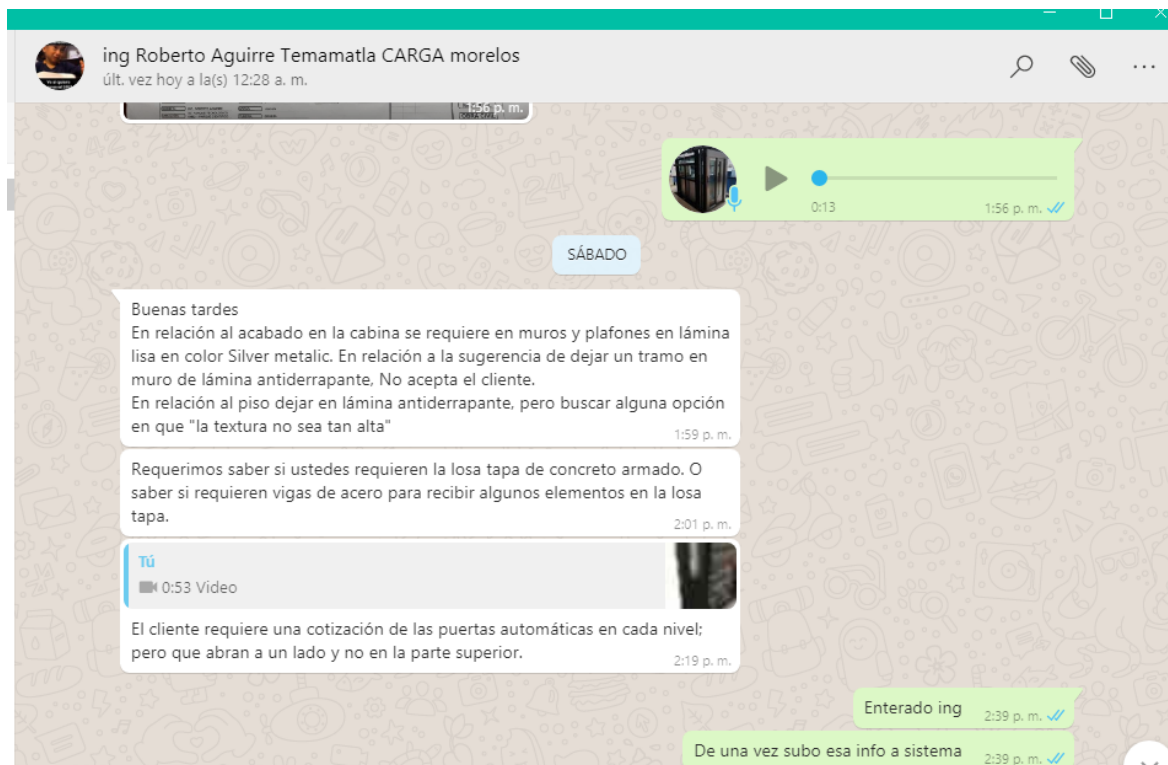 ing Roberto Aguirre Temamatla CARGA morelos
últ. vez hoy a la(s) 12:28 a. m.
1:56 p. m.
0:13
1:56 p. m.
SÁBADO
Buenas tardes
En relación al acabado en la cabina se requiere en muros y plafones en lámina
lisa en color Silver metalic. En relación a la sugerencia de dejar un tramo en
muro de lámina antiderrapante, No acepta el cliente.
En relación al piso dejar en lámina antiderrapante, pero buscar alguna opción
en que "la textura no sea tan alta"
1:59 p. m.
Requerimos saber si ustedes requieren la losa tapa de concreto armado. O
saber si requieren vigas de acero para recibir algunos elementos en la losa
tapa.
2:01 p. m.
Tú
0:53 Video
El cliente requiere una cotización de las puertas automáticas en cada nivel;
pero que abran a un lado y no en la parte superior.
2:19 p. m.
Enterado ing
2:39 p. m.
De una vez subo esa info a sistema
2:39 p. m.